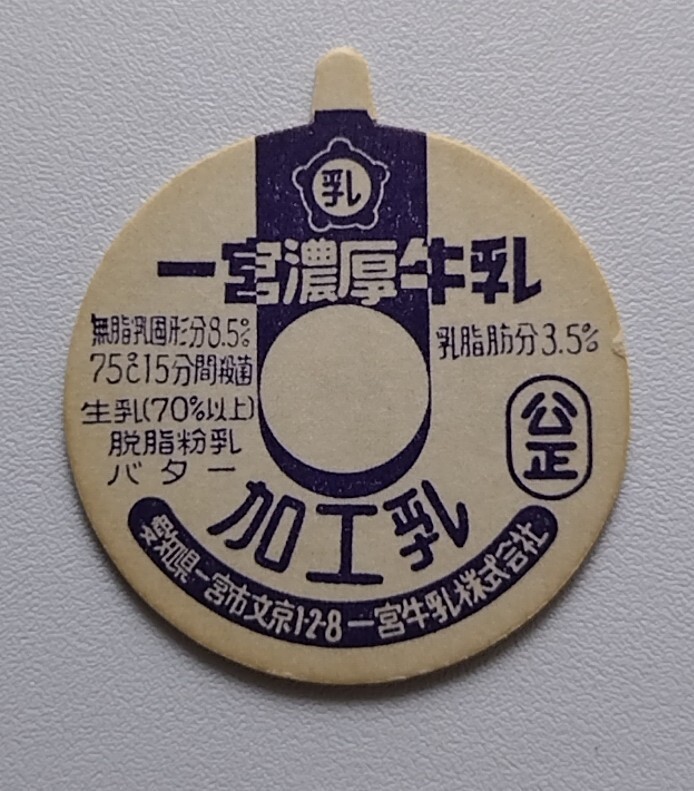 乳
一宮濃厚牛乳
無脂乳固形分8.5%
75℃15分間殺菌
生乳(70%以上)
脱脂粉乳
バター
乳脂肪分3.5%
公正
加工乳
愛知県一宮市文京1-2-8 一宮牛乳株式会社